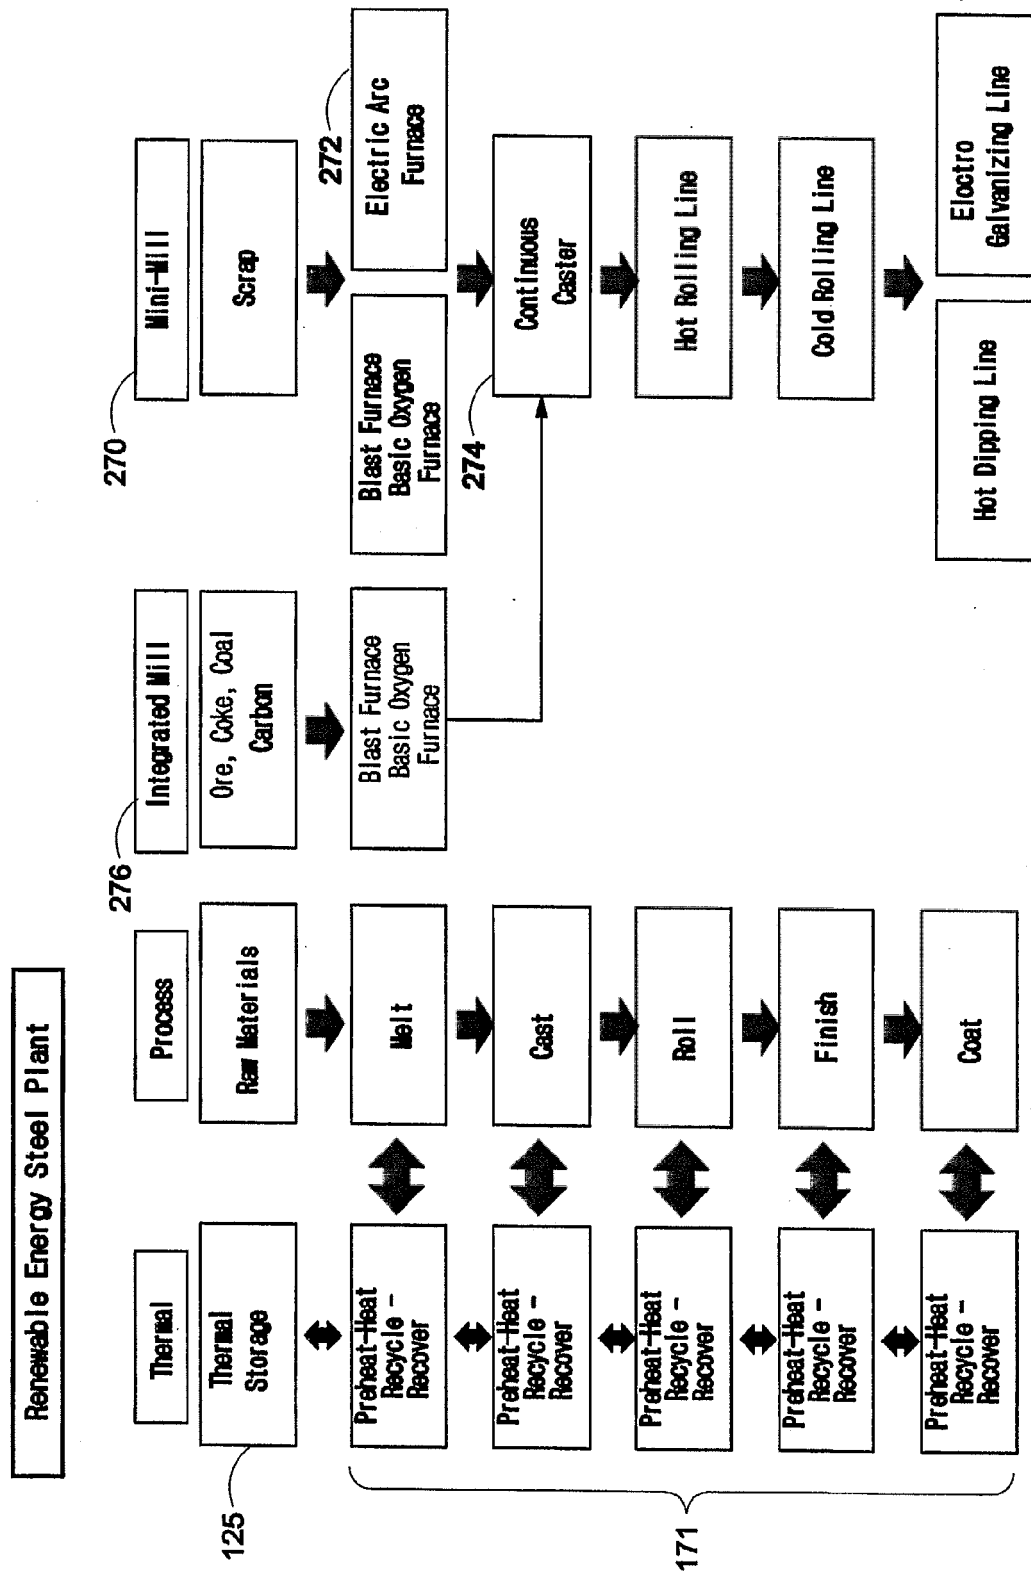 Renewable Energy Steel Plant
Thermal
125
Thermal
Storage
Preheat-Heat
Recycle –
Recover
Preheat-Heat
Recycle –
Recover
Preheat-Heat
Recycle –
Recover
Preheat-Heat
Recycle –
Recover
Preheat-Heat
Recycle –
Recover
171
Process
Raw Materials
Melt
Cast
Roll
Finish
Coat
276
Integrated Mill
Ore, Coke, Coal
Carbon
Blast Furnace
Basic Oxygen
Furnace
270
Mini-Mill
Scrap
Blast Furnace
Basic Oxygen
Furnace
272
Electric Arc
Furnace
274
Continuous
Caster
Hot Rolling Line
Cold Rolling Line
Hot Dipping Line
Eloctro
Galvanizing Line